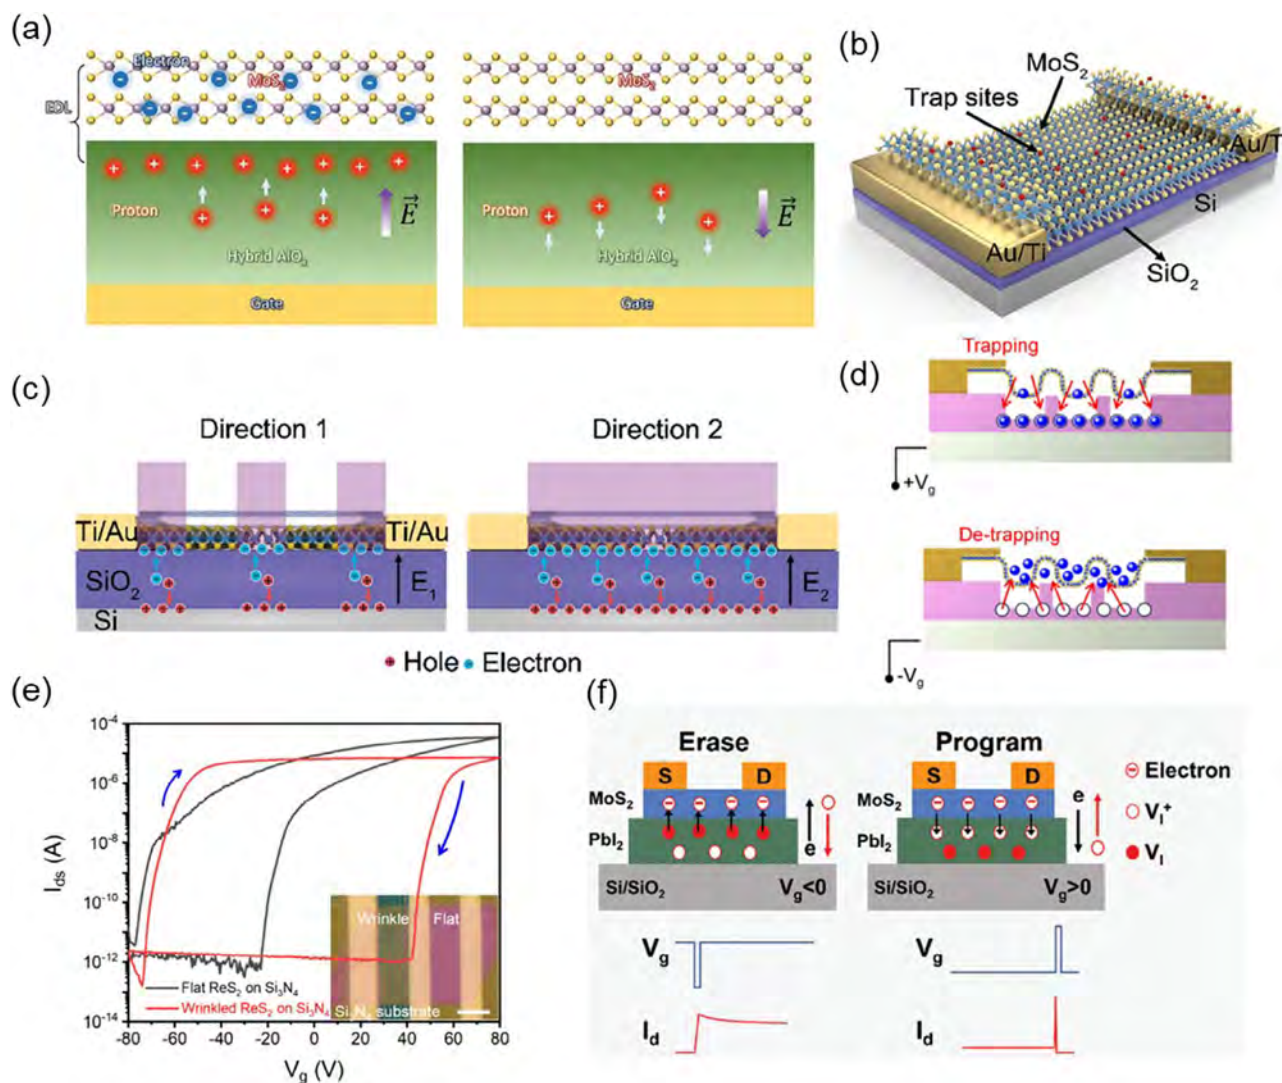 (a)
Electron
MoS₂
EDL
Proton
Hybrid AlO₂
Gate
E
MoS₂
Proton
Hybrid AlO₂
Gate
E
(b)
MoS₂
Trap sites
Au/T
Si
Au/Ti
SiO₂
(c)
Direction 1
Direction 2
Ti/Au
Ti/Au
SiO₂
E₁
E₂
Si
Hole
Electron
(d)
Trapping
+Vg
De-trapping
-Vg
(e)
10⁻⁴
10⁻⁶
10⁻⁸
10⁻¹⁰
10⁻¹²
10⁻¹⁴
Ids (A)
-80 -60 -40 -20 0 20 40 60 80
Vg (V)
Wrinkle Flat
Flat ReS₂ on Si₃N₄
Wrinkled ReS₂ on Si₃N₄
substrate
(f)
Erase
Program
S D
S D
MoS₂
MoS₂
PbI₂
PbI₂
e
e
Si/SiO₂ Vg<0
Si/SiO₂ Vg>0
Electron
VI⁺
VI
Vg
Vg
Id
Id